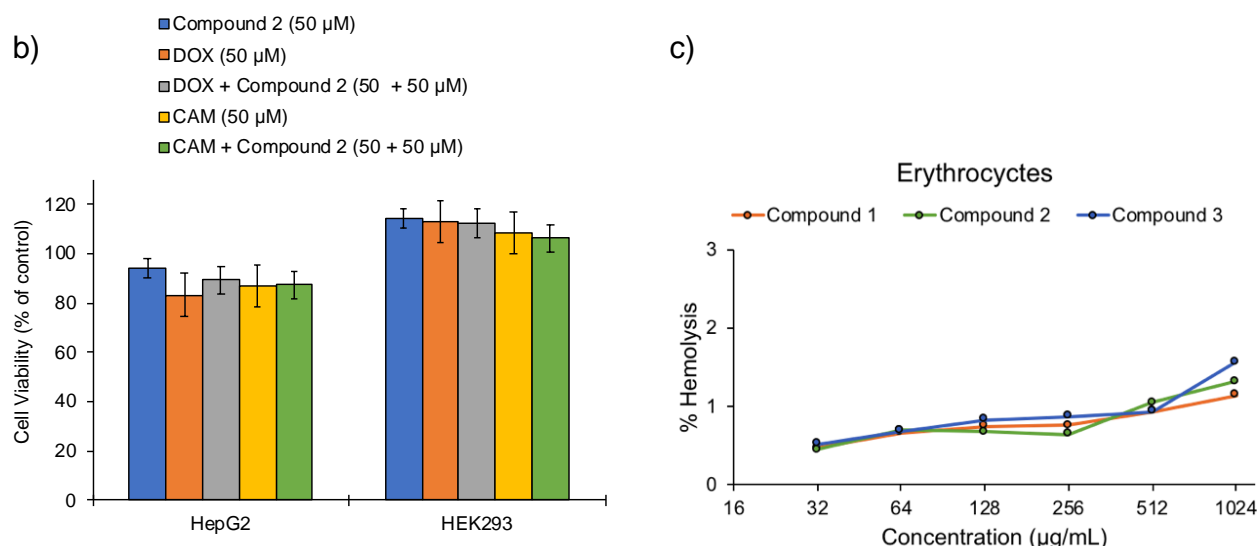 b)
Compound 2 (50 µM)
DOX (50 µM)
DOX + Compound 2 (50 + 50 µM)
CAM (50 µM)
CAM + Compound 2 (50 + 50 µM)
Cell Viability (% of control)
120
100
80
60
40
20
0
HepG2 HEK293
c)
Erythrocyctes
Compound 1 Compound 2 Compound 3
% Hemolysis
3
2
1
0
16 32 64 128 256 512 1024
Concentration (µg/mL)